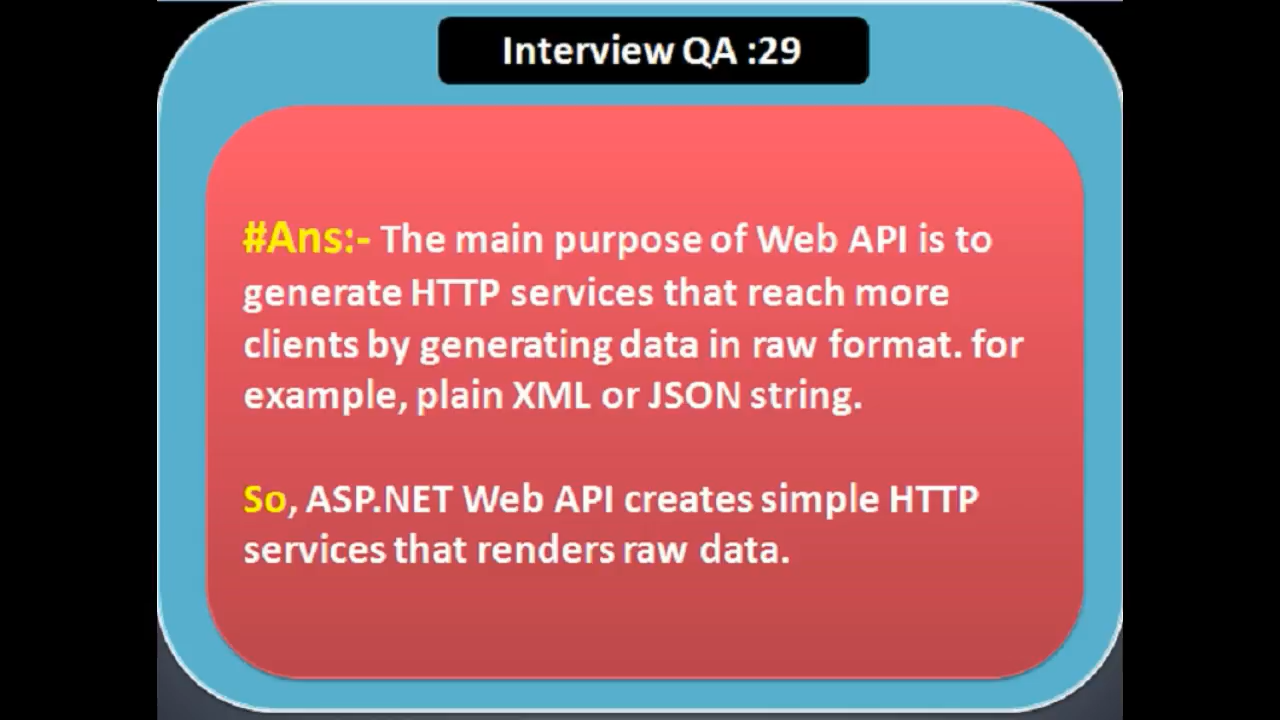 Interview QA :29
#Ans:- The main purpose of Web API is to
generate HTTP services that reach more
clients by generating data in raw format. for
example, plain XML or JSON string.
So, ASP.NET Web API creates simple HTTP
services that renders raw data.